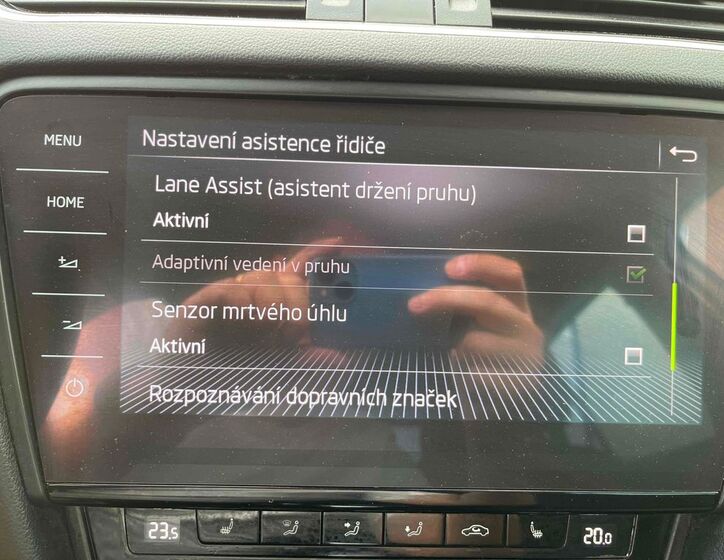 MENU
Nastavení asistence řidiče
HOME
Lane Assist (asistent držení pruhu)
Aktivní
Adaptivní vedení v pruhu
Senzor mrtvého úhlu
Aktivní
Rozpoznávání dopravních značek
23.5
20.0